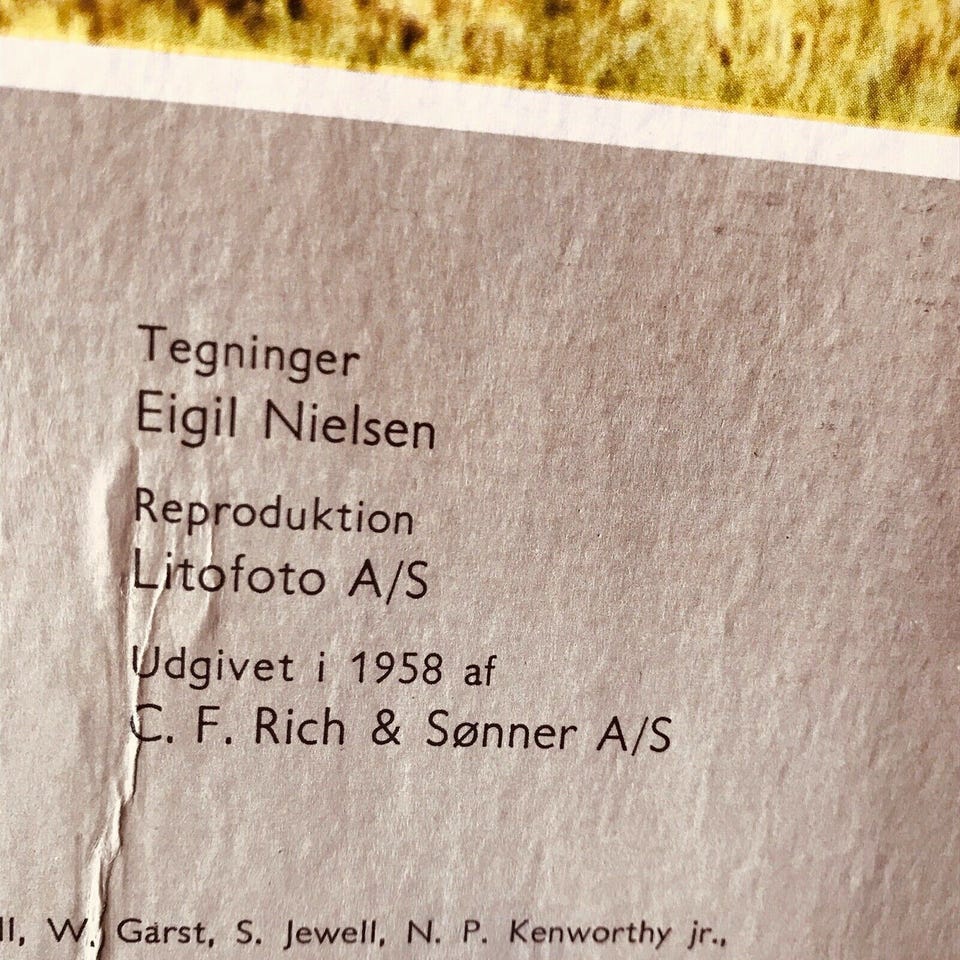 Tegninger
Eigil Nielsen
Reproduktion
Litofoto A/S
Udgivet i 1958 af
C. F. Rich & Sønner A/S
W. Garst, S. Jewell, N. P. Kenworthy jr.,